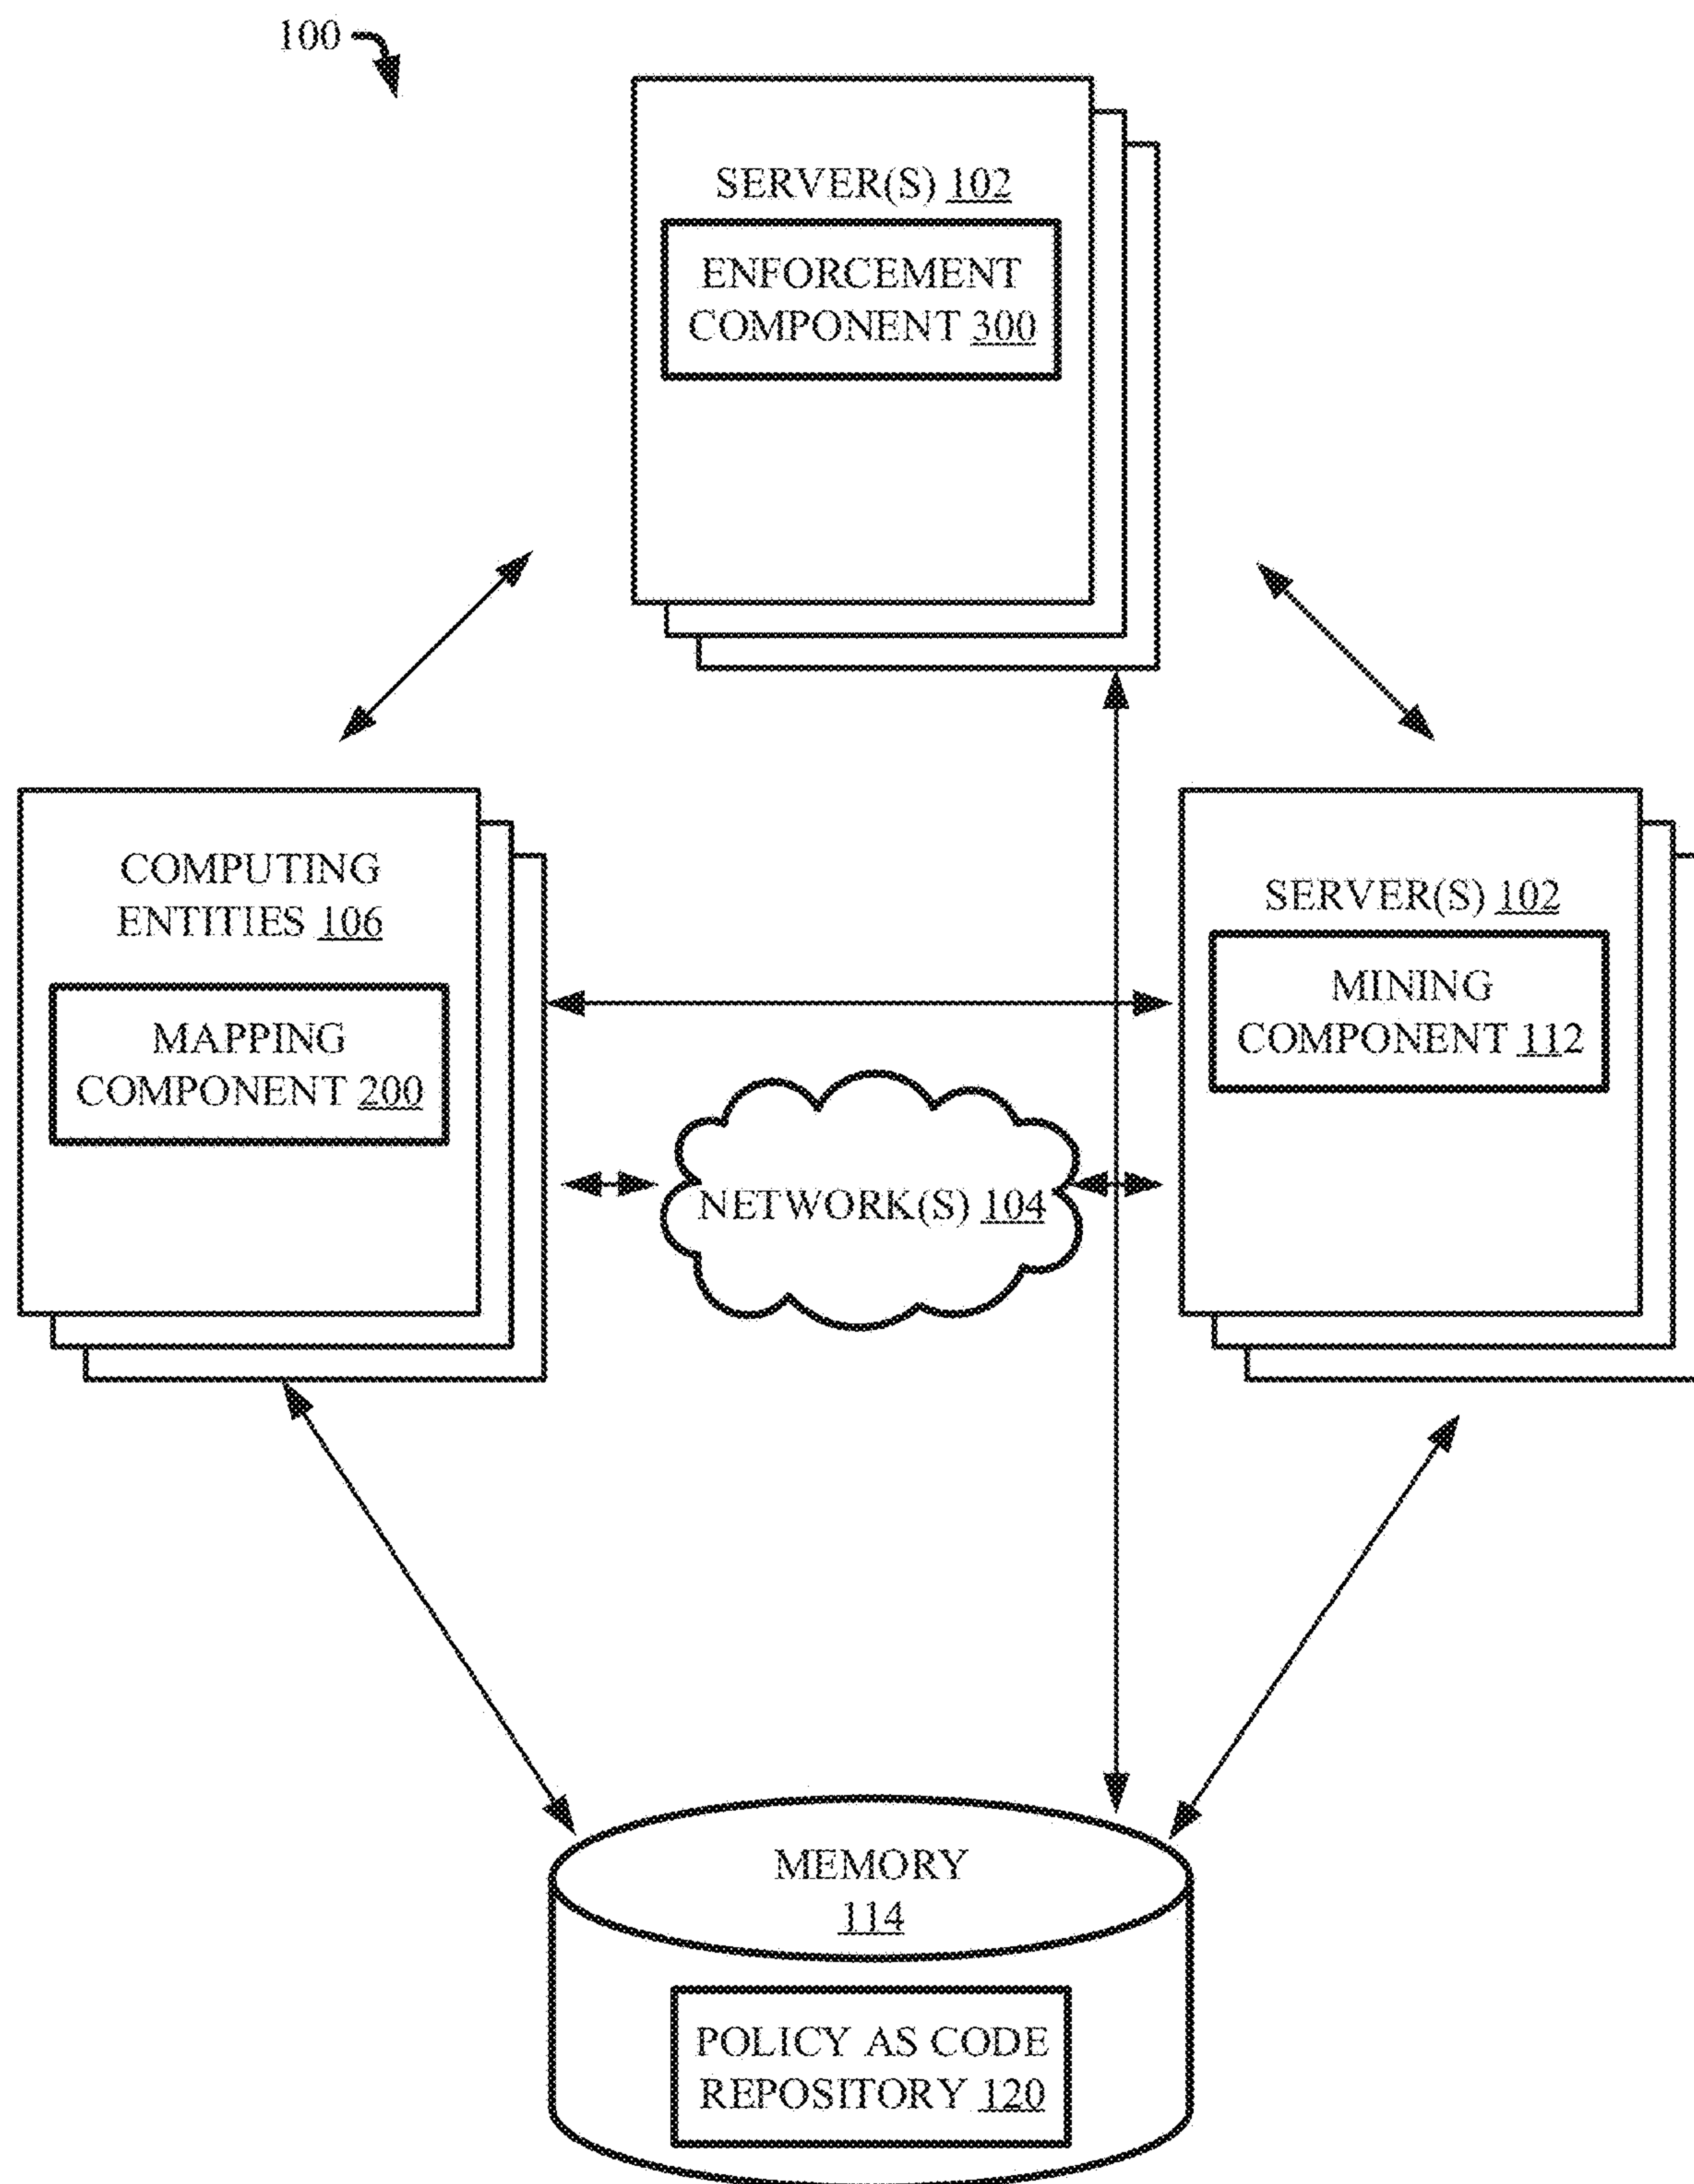 100
SERVER(S) 102
ENFORCEMENT
COMPONENT 300
COMPUTING
ENTITIES 106
MAPPING
COMPONENT 200
SERVER(S) 102
MINING
COMPONENT 112
NETWORK(S) 104
MEMORY
114
POLICY AS CODE
REPOSITORY 120